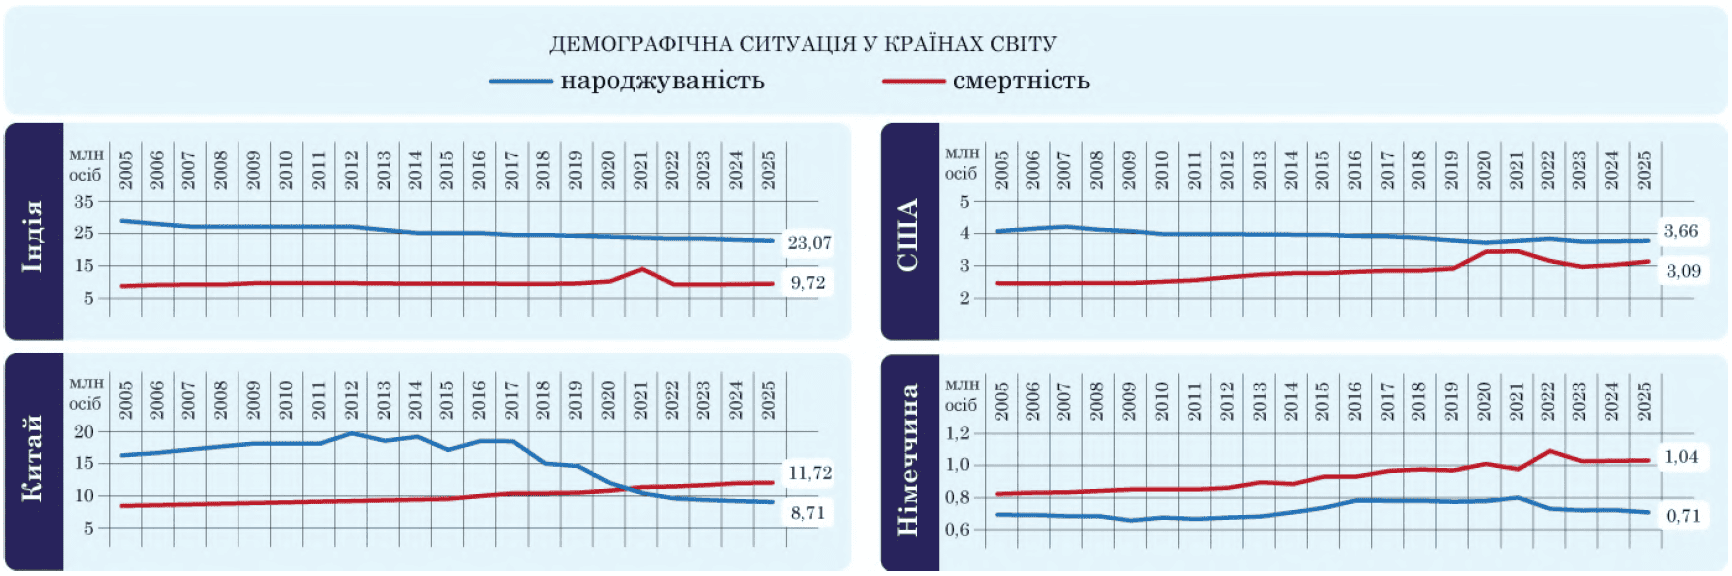 ДЕМОГРАФІЧНА СИТУАЦІЯ У КРАЇНАХ СВІТУ
народжуваність смертність
Індія
млн осіб
2005 2006 2007 2008 2009 2010 2011 2012 2013 2014 2015 2016 2017 2018 2019 2020 2021 2022 2023 2024 2025
35
25
15
5
23,07
9,72
США
млн осіб
2005 2006 2007 2008 2009 2010 2011 2012 2013 2014 2015 2016 2017 2018 2019 2020 2021 2022 2023 2024 2025
5
4
3
2
3,66
3,09
Китай
млн осіб
2005 2006 2007 2008 2009 2010 2011 2012 2013 2014 2015 2016 2017 2018 2019 2020 2021 2022 2023 2024 2025
20
15
10
5
11,72
8,71
Німеччина
млн осіб
2005 2006 2007 2008 2009 2010 2011 2012 2013 2014 2015 2016 2017 2018 2019 2020 2021 2022 2023 2024 2025
1,2
1,0
0,8
0,6
1,04
0,71